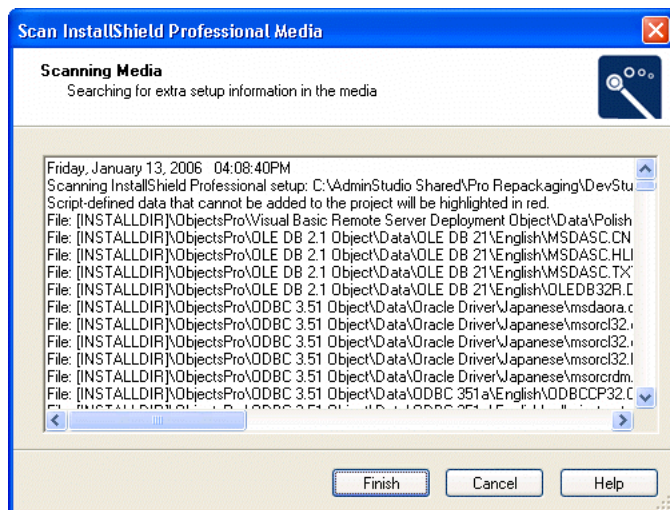 Scan InstallShield Professional Media
Scanning Media
Searching for extra setup information in the media
Friday, January 13, 2006 04:08:40PM
Scanning InstallShield Professional setup: C:\AdminStudio Shared\Pro Repackaging\DevStu
Script-defined data that cannot be added to the project will be highlighted in red.
File: [INSTALLDIR]\ObjectsPro\Visual Basic Remote Server Deployment Object\Data\Polish
File: [INSTALLDIR]\ObjectsPro\OLE DB 2.1 Object\Data\OLE DB 21\English\MSDASC.CN
File: [INSTALLDIR]\ObjectsPro\OLE DB 2.1 Object\Data\OLE DB 21\English\MSDASC.HL
File: [INSTALLDIR]\ObjectsPro\OLE DB 2.1 Object\Data\OLE DB 21\English\MSDASC.TX
File: [INSTALLDIR]\ObjectsPro\OLE DB 2.1 Object\Data\OLE DB 21\English\OLEDB32R.D
File: [INSTALLDIR]\ObjectsPro\ODBC 3.51 Object\Data\Oracle Driver\Japanese\msdaora.
File: [INSTALLDIR]\ObjectsPro\ODBC 3.51 Object\Data\Oracle Driver\Japanese\msorcl32.
File: [INSTALLDIR]\ObjectsPro\ODBC 3.51 Object\Data\Oracle Driver\Japanese\msorcl32.
File: [INSTALLDIR]\ObjectsPro\ODBC 3.51 Object\Data\Oracle Driver\Japanese\msorcl32.
File: [INSTALLDIR]\ObjectsPro\ODBC 3.51 Object\Data\Oracle Driver\Japanese\msorcrdm.
File: [INSTALLDIR]\ObjectsPro\ODBC 3.51 Object\Data\ODBC 351a\English\ODBCCP32.
Finish Cancel Help